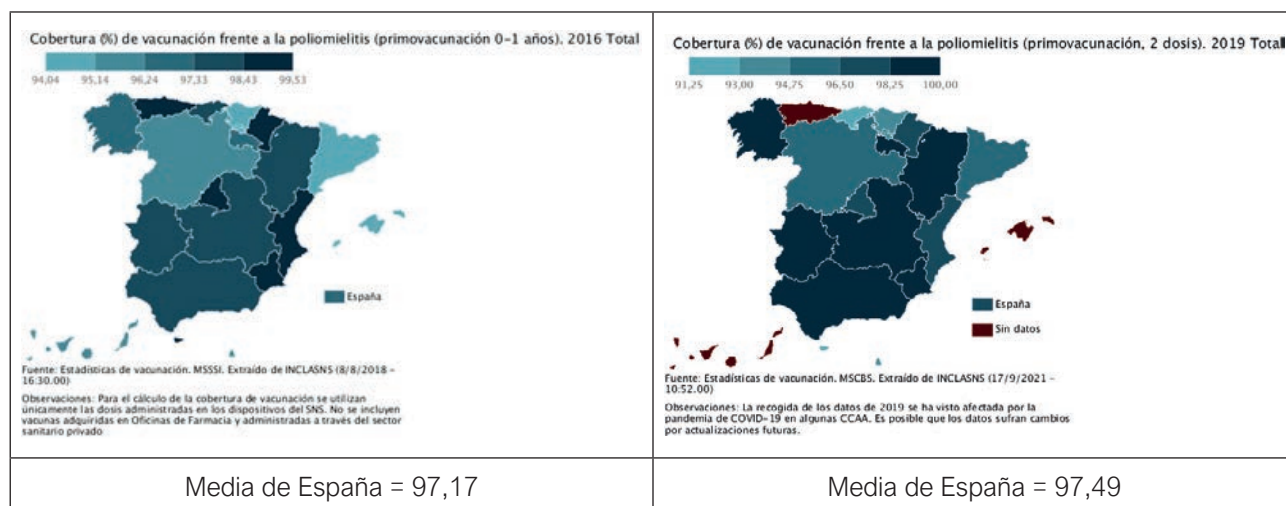 Cobertura (%) de vacunación frente a la poliomielitis (primovacunación 0-1 años). 2016 Total
94,04 95,14 96,24 97,33 98,43 99,53
España
Fuente: Estadísticas de vacunación. MSSSI. Extraído de INCLASNS (8/8/2018 -
16:30.00)
Observaciones: Para el cálculo de la cobertura de vacunación se utilizan
únicamente las dosis administradas en los dispositivos del SNS. No se incluyen
vacunas adquiridas en Oficinas de Farmacia y administradas a través del sector
sanitario privado
Media de España = 97,17
Cobertura (%) de vacunación frente a la poliomielitis (primovacunación, 2 dosis). 2019 Total
91,25 93,00 94,75 96,50 98,25 100,00
España
Sin datos
Fuente: Estadísticas de vacunación. MSCBS. Extraído de INCLASNS (17/9/2021 -
10:52.00)
Observaciones: La recogida de los datos de 2019 se ha visto afectada por la
pandemia de COVID-19 en algunas CCAA. Es posible que los datos sufran cambios
por actualizaciones futuras.
Media de España = 97,49